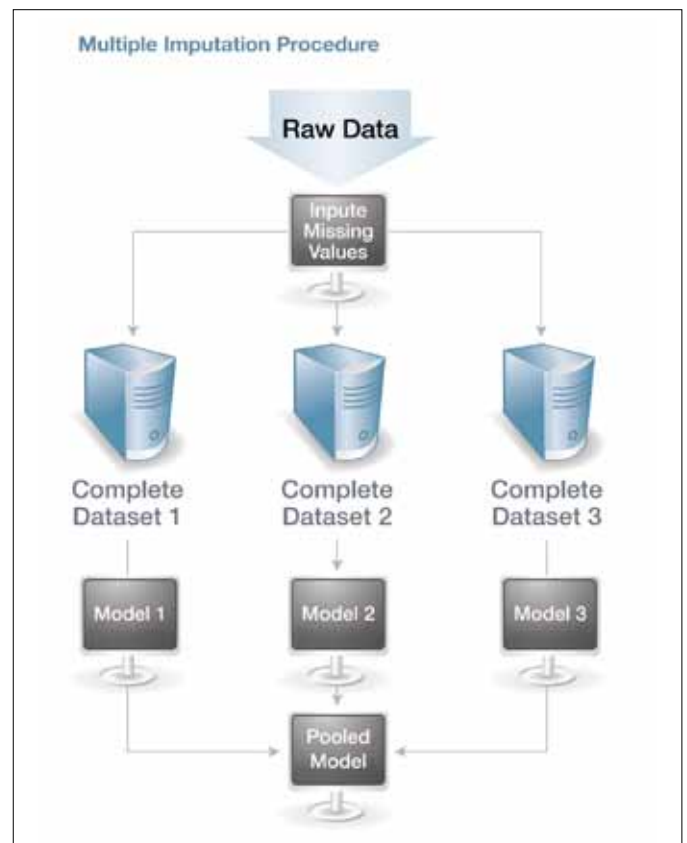 Multiple Imputation Procedure
Raw Data
Inpute
Missing
Values
Complete
Dataset 1
Complete
Dataset 2
Complete
Dataset 3
Model 1
Model 2
Model 3
Pooled
Model